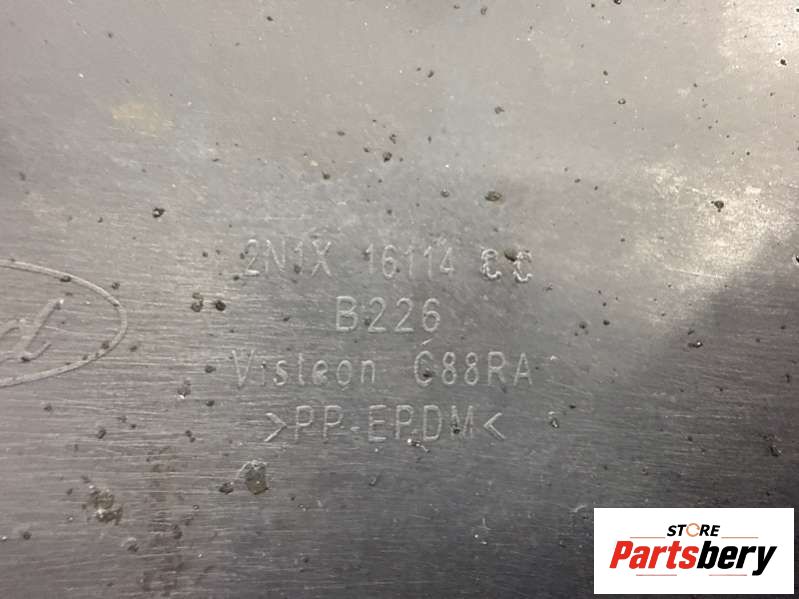 2N1X 16114 CC
B226
Visteon C88RA
>PP-EPDM<
STORE
Partsbery